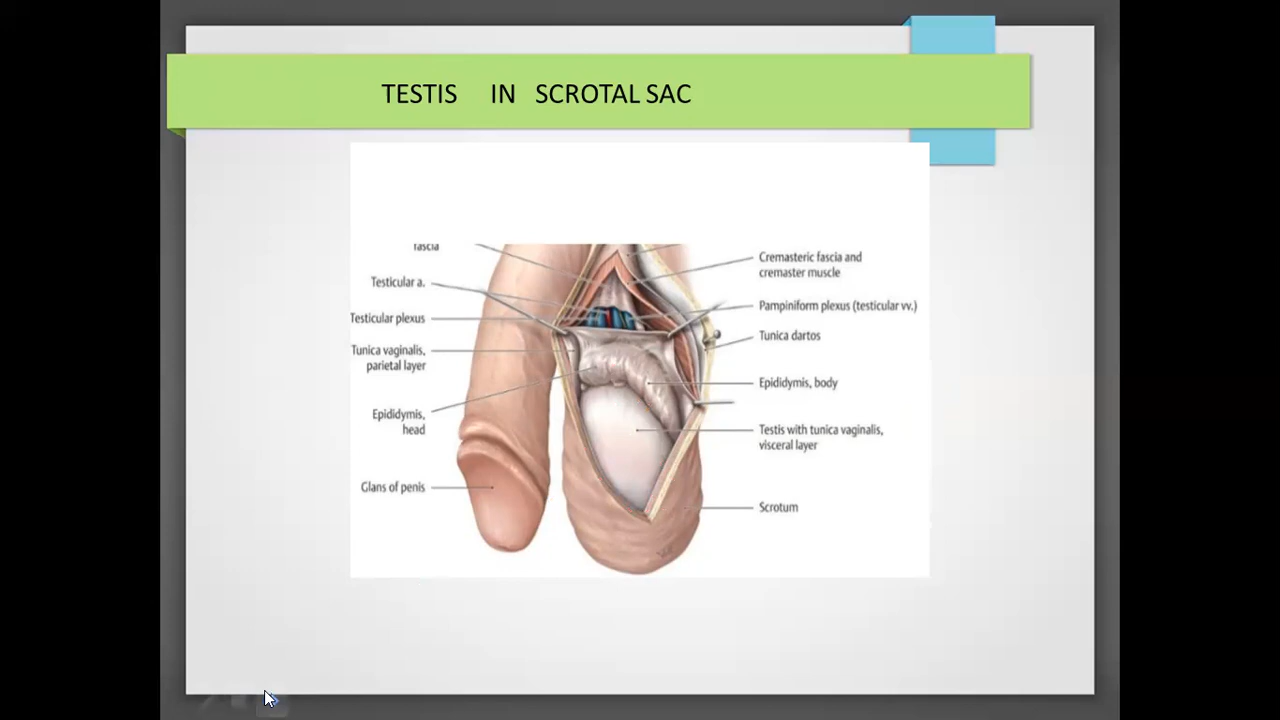 TESTIS IN SCROTAL SAC
fascia
Testicular a.
Testicular plexus
Tunica vaginalis,
parietal layer
Epididymis,
head
Glans of penis
Cremasteric fascia and
cremaster muscle
Pampiniform plexus (testicular vv.)
Tunica dartos
Epididymis, body
Testis with tunica vaginalis,
visceral layer
Scrotum